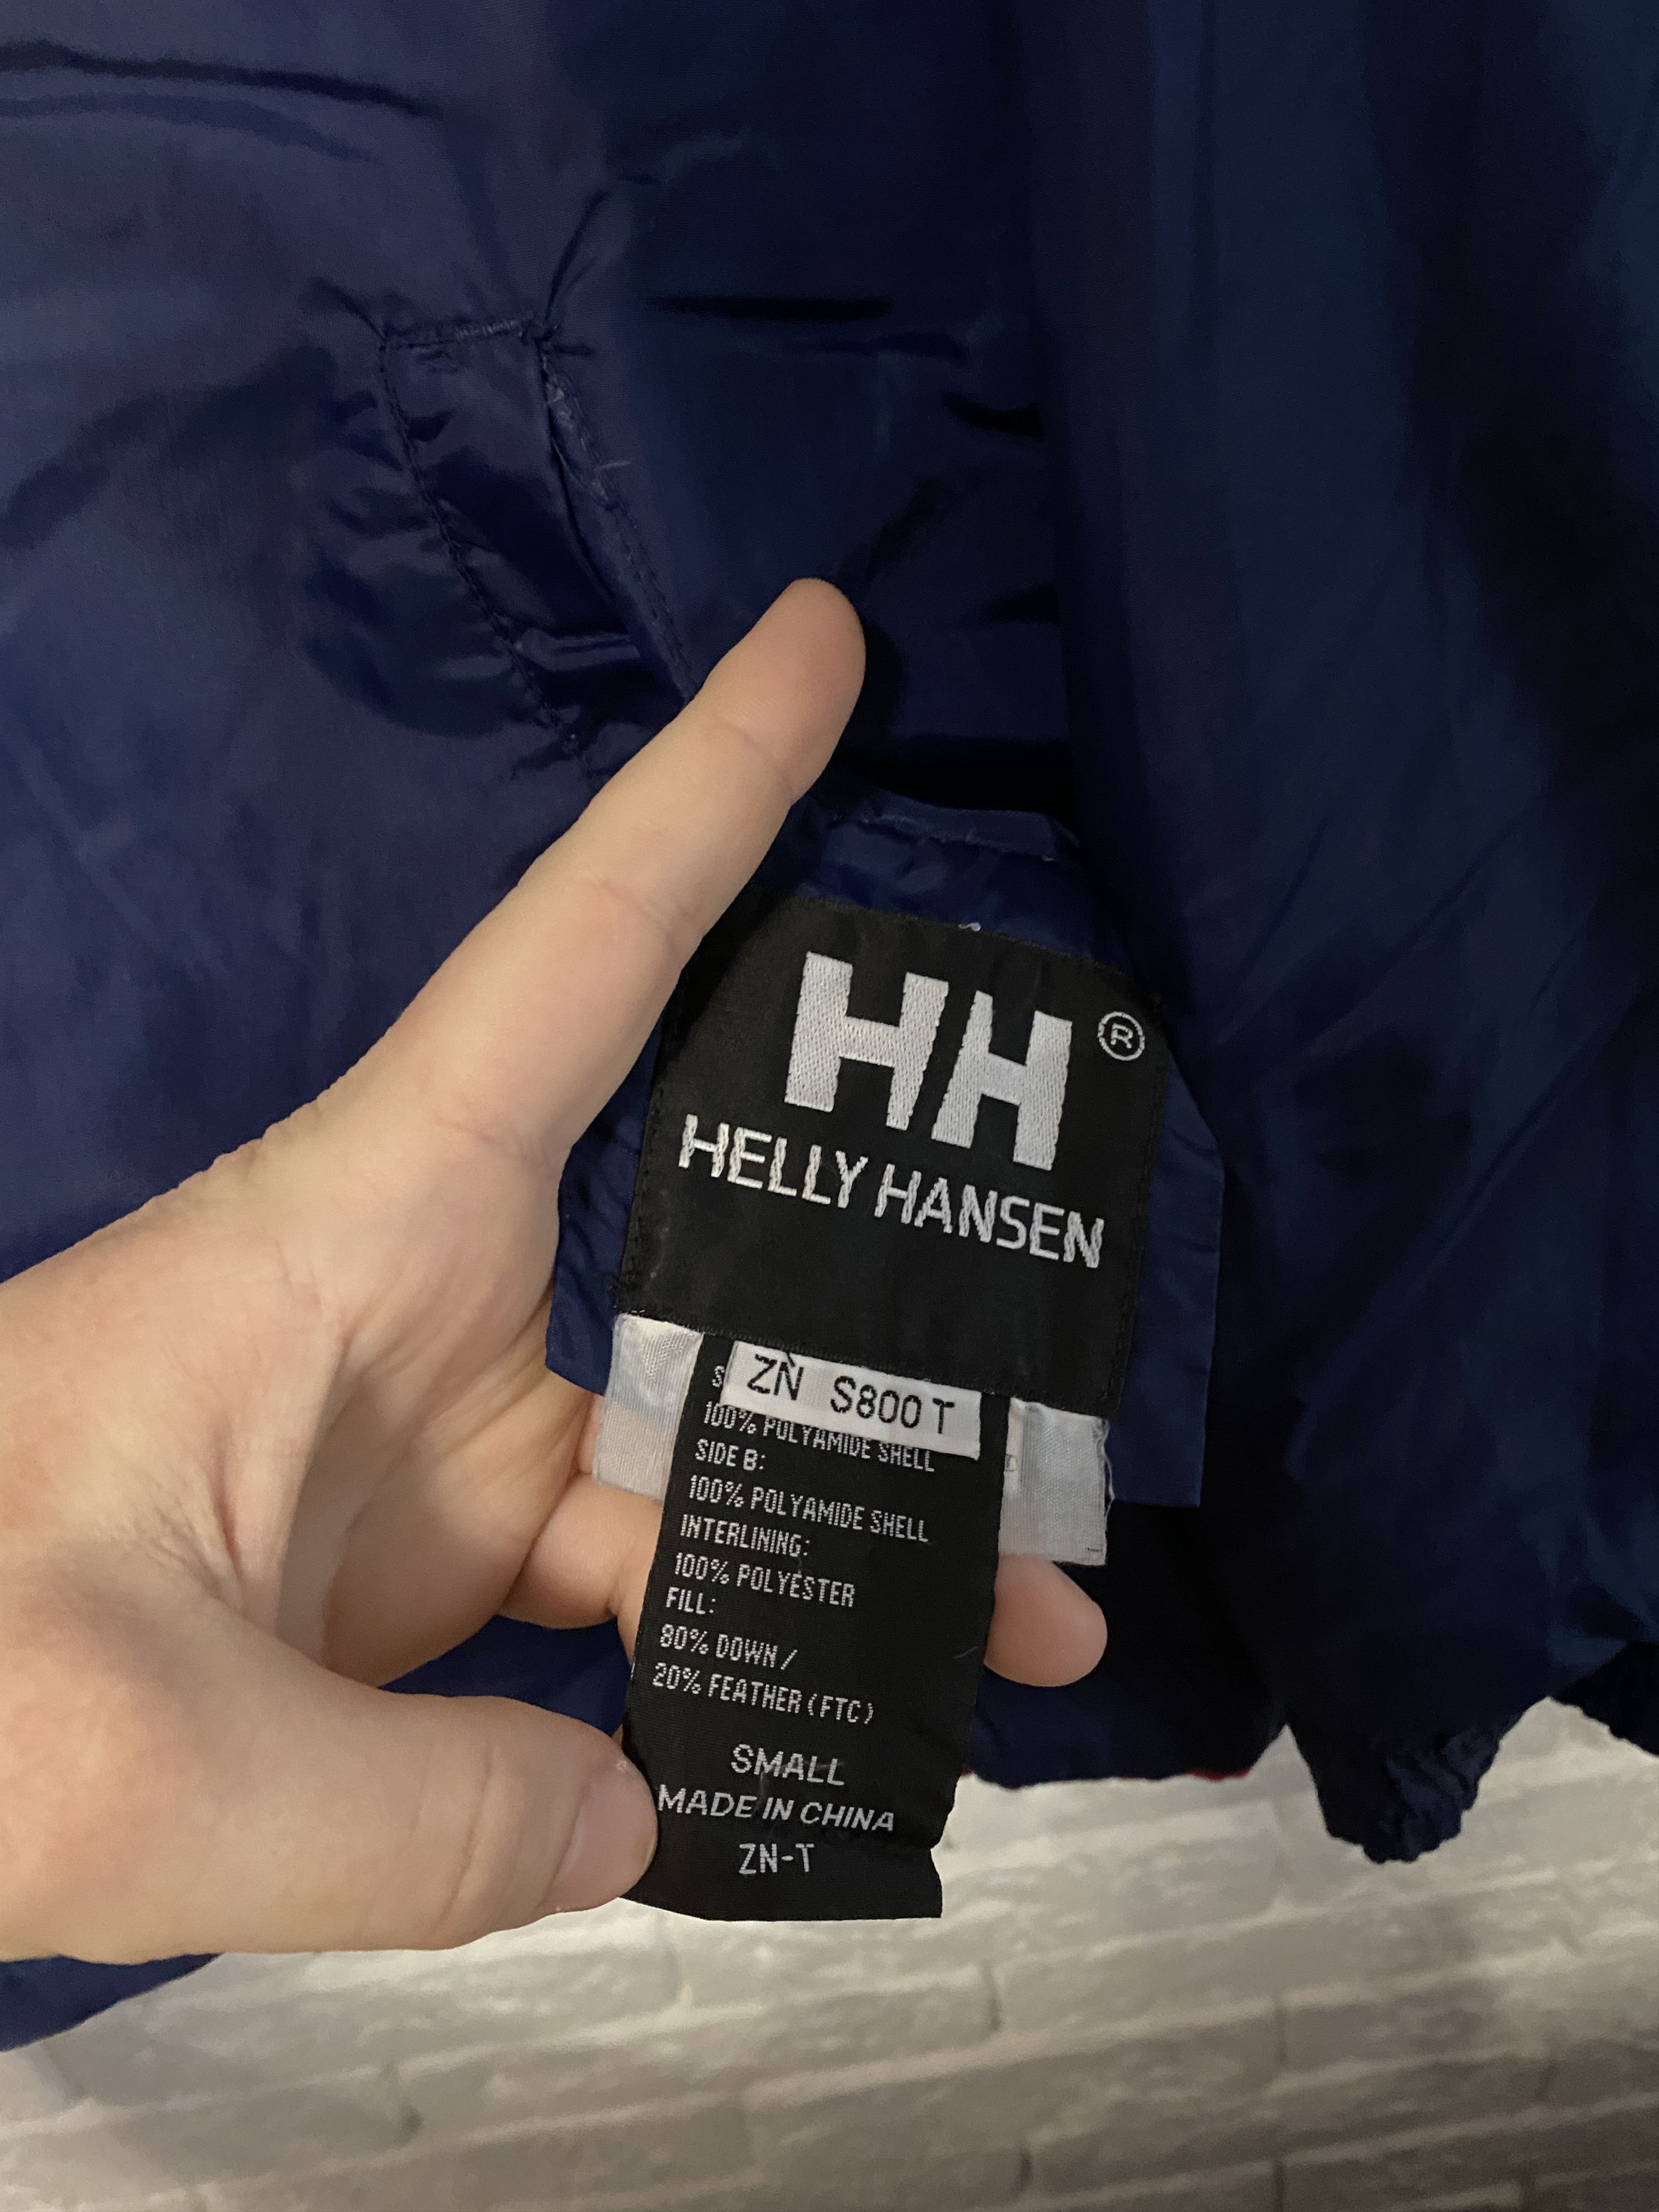 HH®
HELLY HANSEN
ZN S800T
100% POLYAMIDE SHELL
SIDE B:
100% POLYAMIDE SHELL
INTERLINING:
100% POLYESTER
FILL:
80% DOWN /
20% FEATHER (FTC)
SMALL
MADE IN CHINA
ZN-T